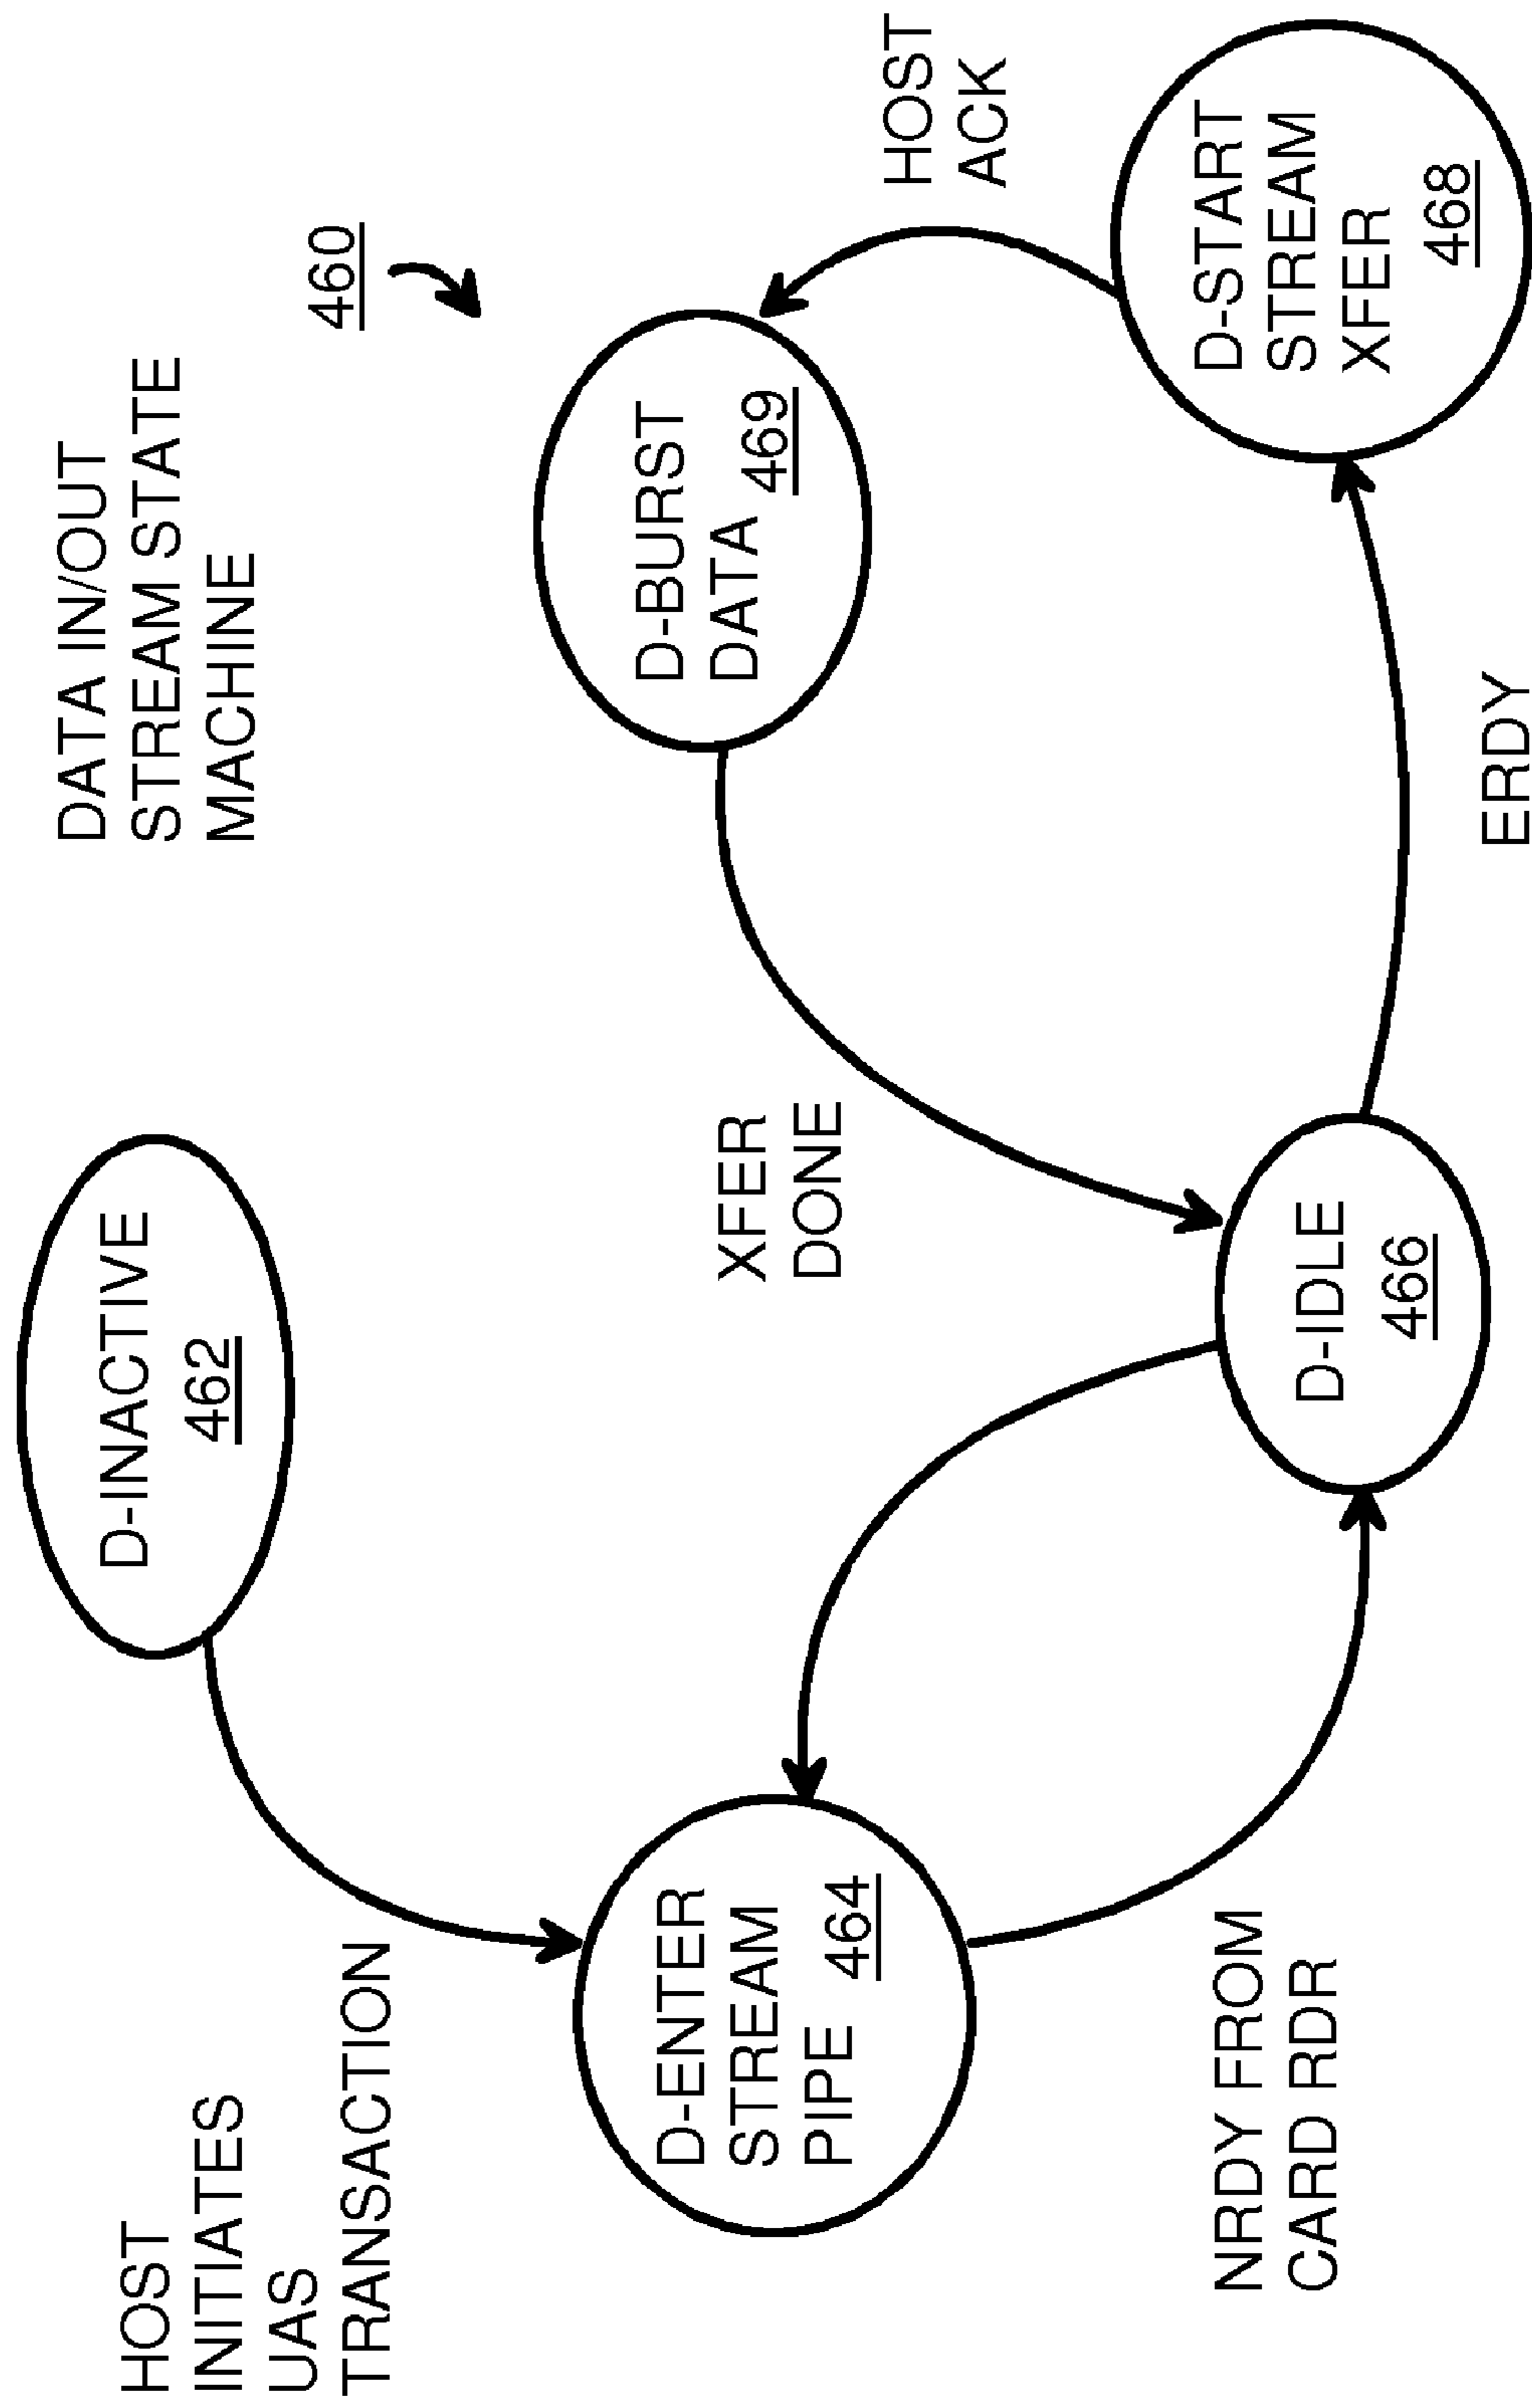 DATA IN/OUT
STREAM STATE
MACHINE
460
HOST
INITIATES
UAS
TRANSACTION
D-INACTIVE
462
D-ENTER
STREAM
PIPE 464
NRDY FROM
CARD RDR
D-IDLE
466
XFER
DONE
D-BURST
DATA 469
HOST
ACK
D-START
STREAM
XFER
468
ERDY